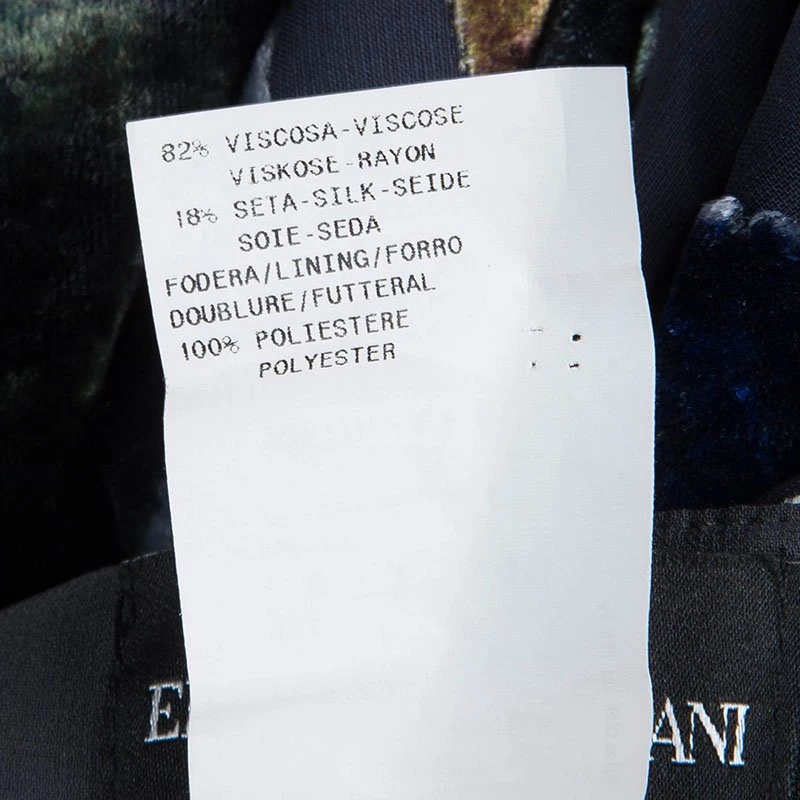 82% VISCOSA-VISCOSE
VISKOSE-RAYON
18% SETA-SILK-SEIDE
SOIE-SEDA
FODERA/LINING/FORRO
DOUBLURE/FUTTERAL
100% POLIESTERE
POLYESTER